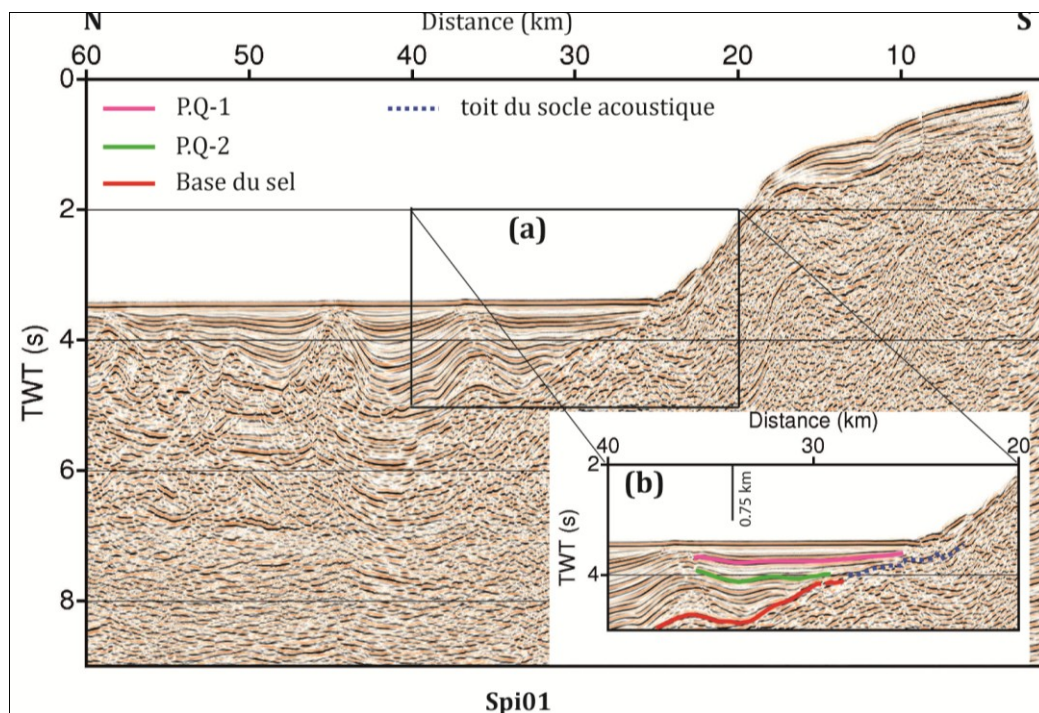 N Distance (km) S
60 50 40 30 20 10
0
P.Q-1 toit du socle acoustique
P.Q-2
Base du sel
2
(a)
4
TWT (s)
6
8
Distance (km)
40 30 20
2
(b)
0.75 km
TWT (s)
4
Spi01